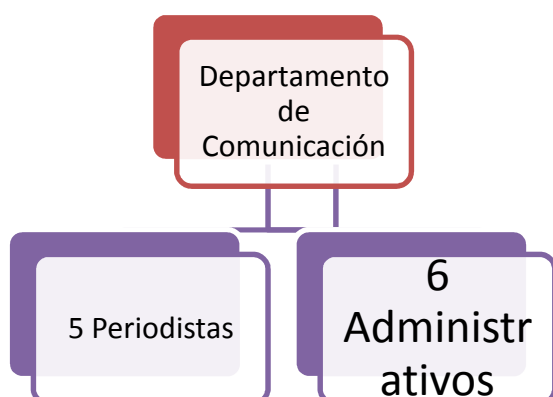 Departamento
de
Comunicación
5 Periodistas
6
Administr
ativos